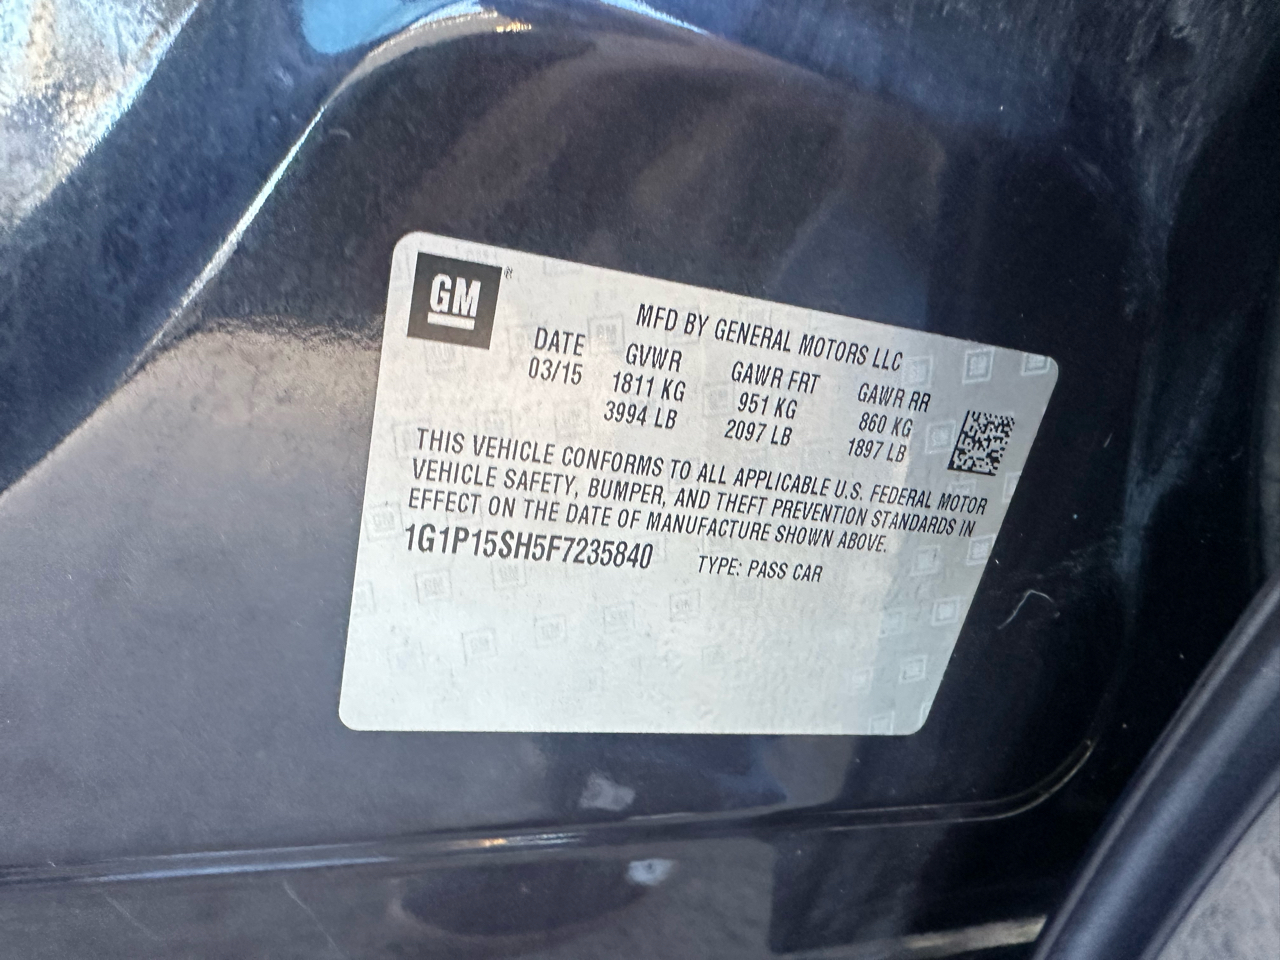 GM®
MFD BY GENERAL MOTORS LLC
DATE GVWR GAWR FRT GAWR RR
03/15 1811 KG 951 KG 860 KG
3994 LB 2097 LB 1897 LB
THIS VEHICLE CONFORMS TO ALL APPLICABLE U.S. FEDERAL MOTOR
VEHICLE SAFETY, BUMPER, AND THEFT PREVENTION STANDARDS IN
EFFECT ON THE DATE OF MANUFACTURE SHOWN ABOVE.
1G1P15SH5F7235840 TYPE: PASS CAR